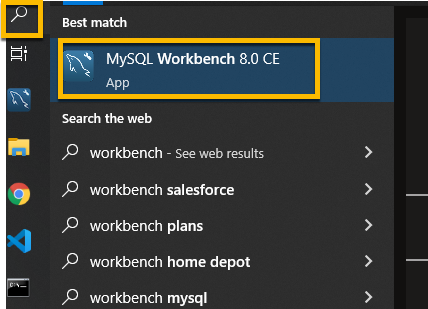 Best match
MySQL Workbench 8.0 CE
App
Search the web
workbench - See web results
workbench salesforce
workbench plans
workbench home depot
workbench mysql